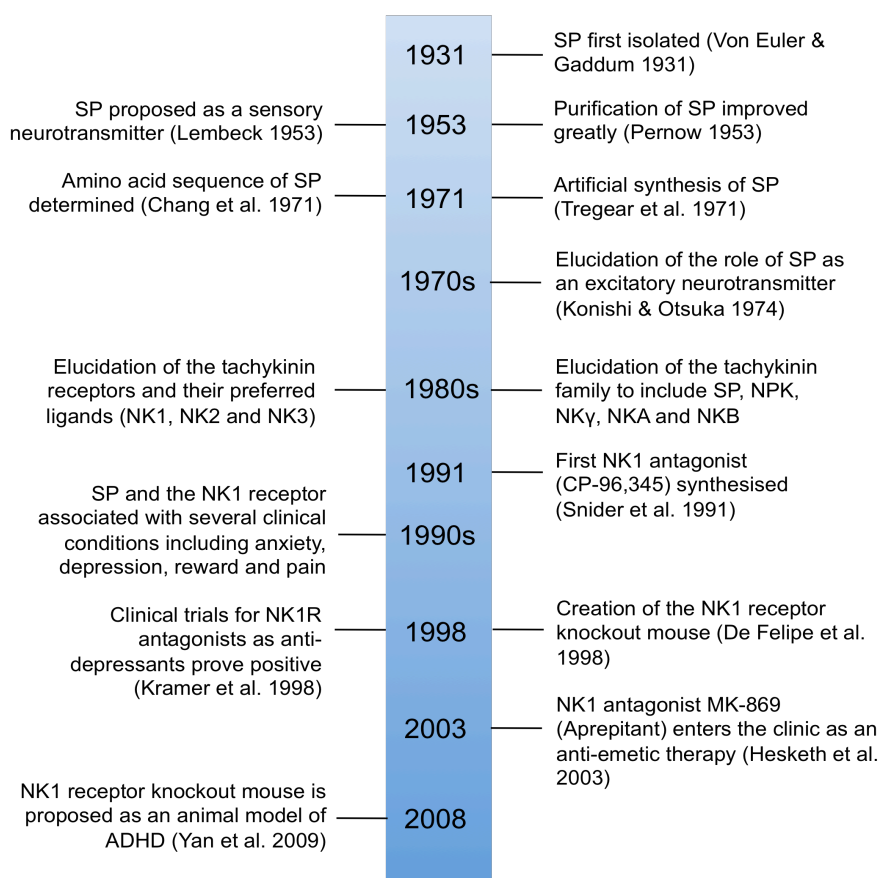 1931
SP first isolated (Von Euler &
Gaddum 1931)
SP proposed as a sensory
neurotransmitter (Lembeck 1953)
1953
Purification of SP improved
greatly (Pernow 1953)
Amino acid sequence of SP
determined (Chang et al. 1971)
1971
Artificial synthesis of SP
(Tregear et al. 1971)
1970s
Elucidation of the role of SP as
an excitatory neurotransmitter
(Konishi & Otsuka 1974)
Elucidation of the tachykinin
receptors and their preferred
ligands (NK1, NK2 and NK3)
1980s
Elucidation of the tachykinin
family to include SP, NPK,
NKγ, NKA and NKB
1991
First NK1 antagonist
(CP-96,345) synthesised
(Snider et al. 1991)
SP and the NK1 receptor
associated with several clinical
conditions including anxiety,
depression, reward and pain
1990s
Clinical trials for NK1R
antagonists as anti-
depressants prove positive
(Kramer et al. 1998)
1998
Creation of the NK1 receptor
knockout mouse (De Felipe et al.
1998)
2003
NK1 antagonist MK-869
(Aprepitant) enters the clinic as an
anti-emetic therapy (Hesketh et al.
2003)
NK1 receptor knockout mouse is
proposed as an animal model of
ADHD (Yan et al. 2009)
2008